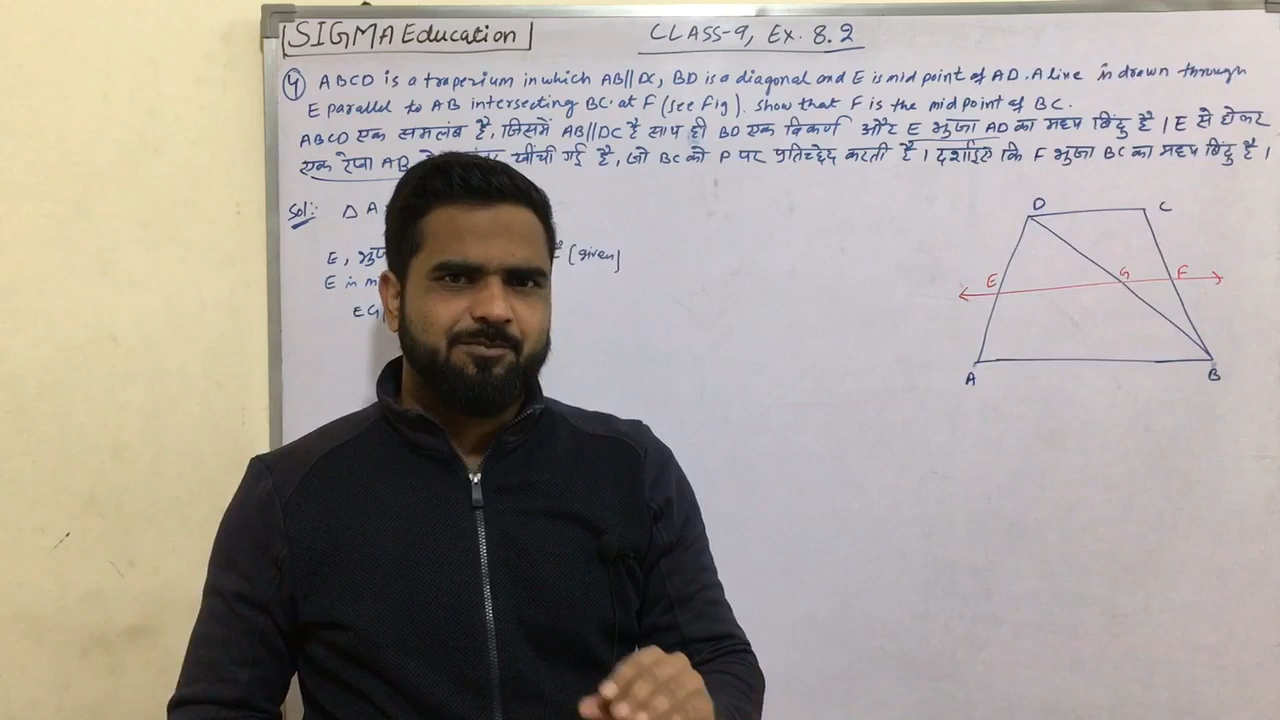 SIGMA Education
CLASS-9, Ex. 8.2
4) ABCD is a trapezium in which AB||DC, BD is a diagonal and E is mid point of AD. A line in drawn through
E parallel to AB intersecting BC at F (see Fig). Show that F is the mid point of BC.
ABCD एक समलंब है, जिसमें AB||DC है साथ ही BD एक विकर्ण और E भुजा AD का मध्य बिंदु है। E से होकर
एक रेखा AB खींची गई है, जो BC को F पर प्रतिच्छेद करती है। दर्शाइए कि F भुजा BC का मध्य बिंदु है।
Sol: △ A
E, [given]
E in m
EG
D C
E G F
A B